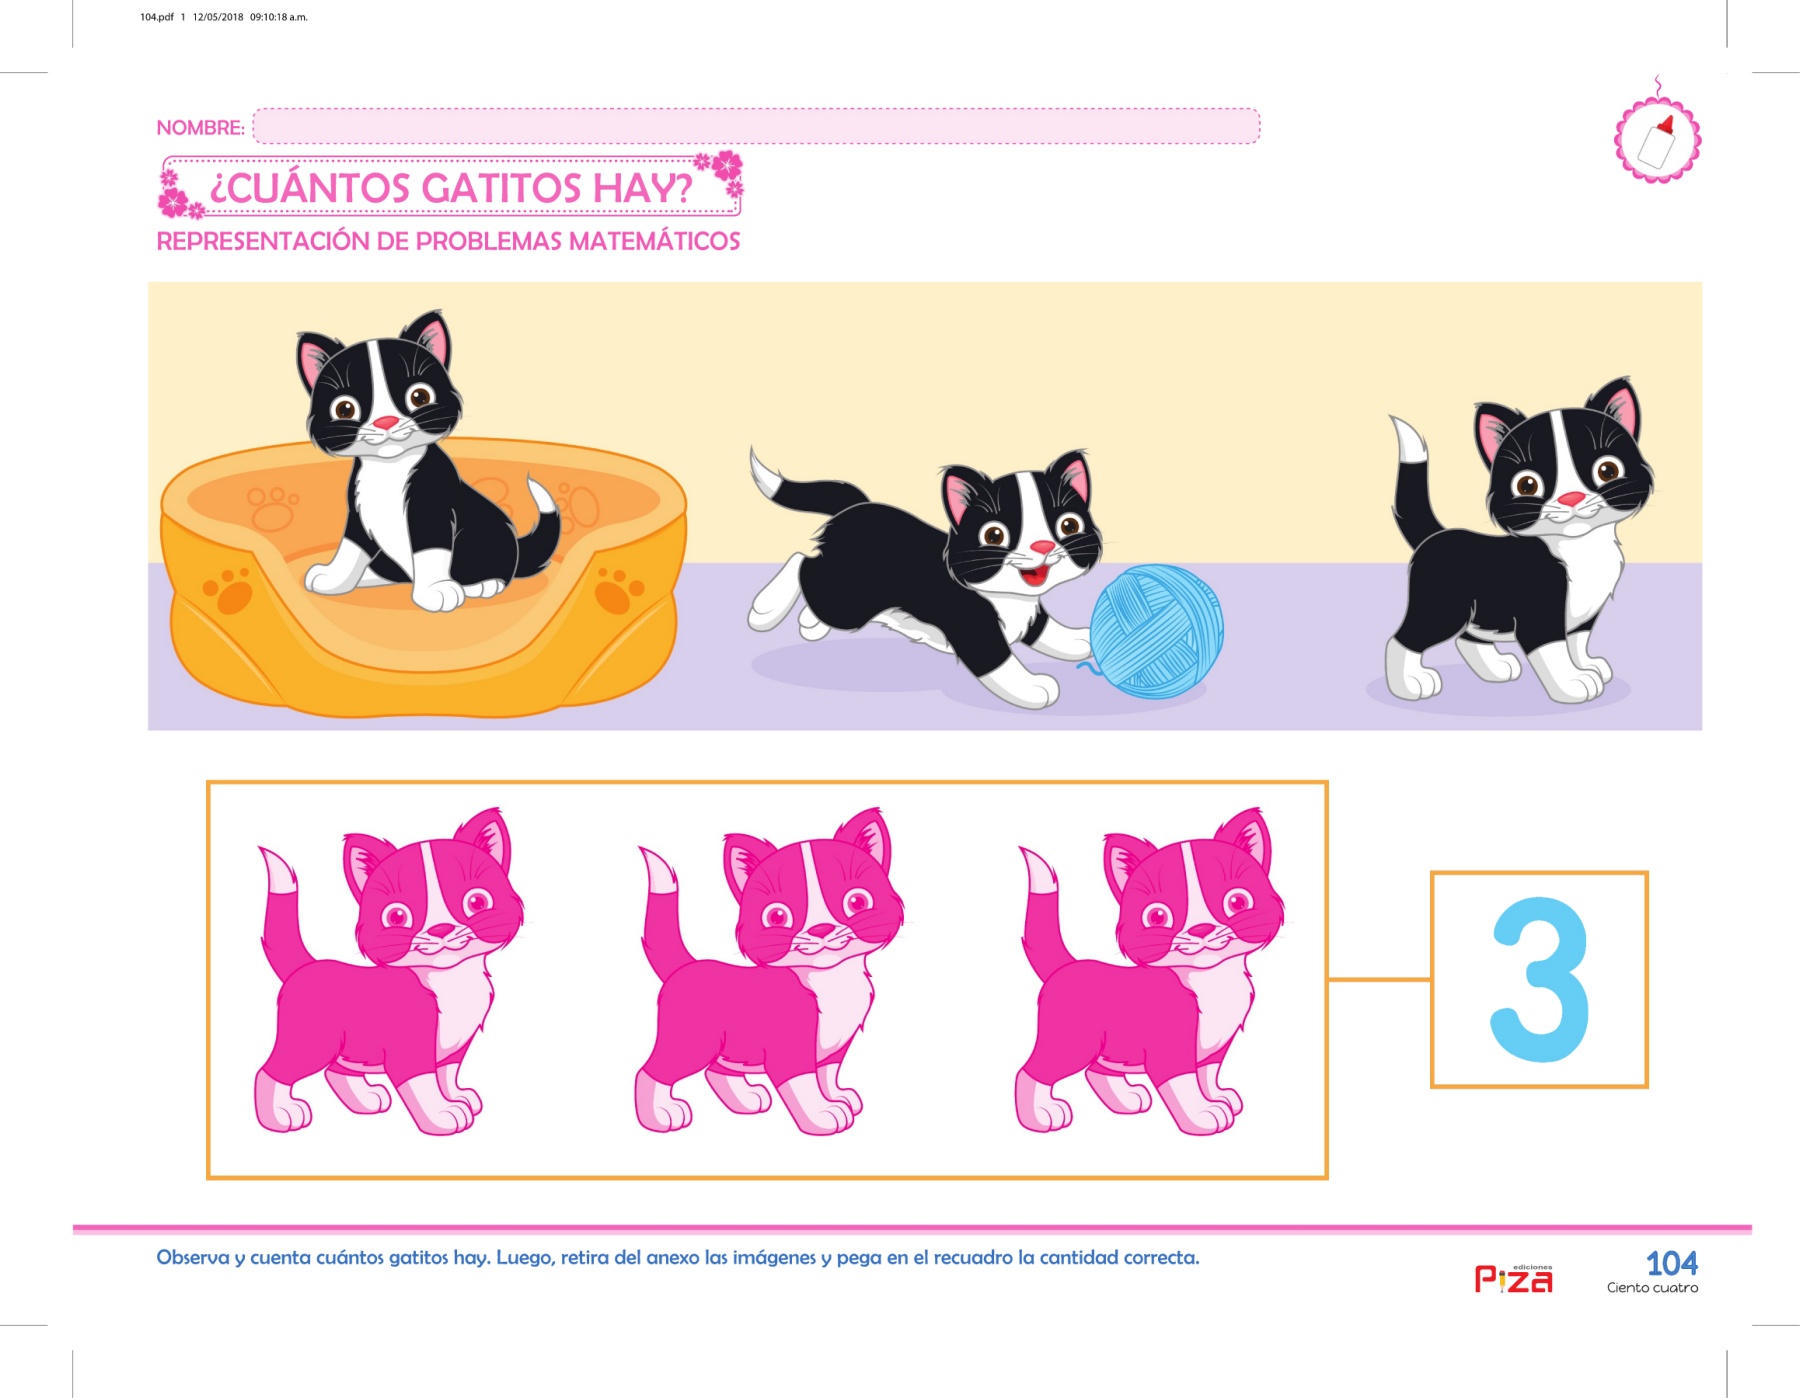 104.pdf 1 12/05/2018 09:10:18 a.m.
NOMBRE:
¿CUÁNTOS GATITOS HAY?
REPRESENTACIÓN DE PROBLEMAS MATEMÁTICOS
3
Observa y cuenta cuántos gatitos hay. Luego, retira del anexo las imágenes y pega en el recuadro la cantidad correcta.
ediciones
Piza
104
Ciento cuatro